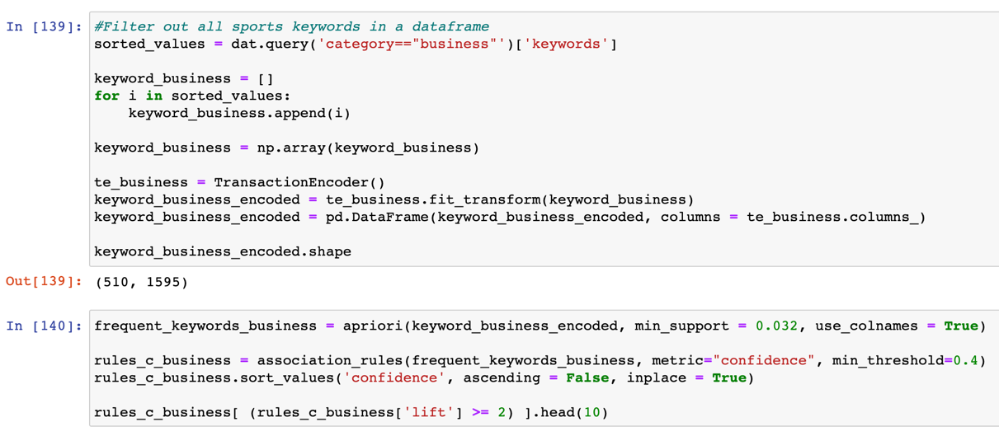 In [139]: #Filter out all sports keywords in a dataframe
sorted_values = dat.query('category=="business"')['keywords']
keyword_business = []
for i in sorted_values:
    keyword_business.append(i)
keyword_business = np.array(keyword_business)
te_business = TransactionEncoder()
keyword_business_encoded = te_business.fit_transform(keyword_business)
keyword_business_encoded = pd.DataFrame(keyword_business_encoded, columns = te_business.columns_)
keyword_business_encoded.shape
Out[139]: (510, 1595)
In [140]: frequent_keywords_business = apriori(keyword_business_encoded, min_support = 0.032, use_colnames = True)
rules_c_business = association_rules(frequent_keywords_business, metric="confidence", min_threshold=0.4)
rules_c_business.sort_values('confidence', ascending = False, inplace = True)
rules_c_business[ (rules_c_business['lift'] >= 2) ].head(10)